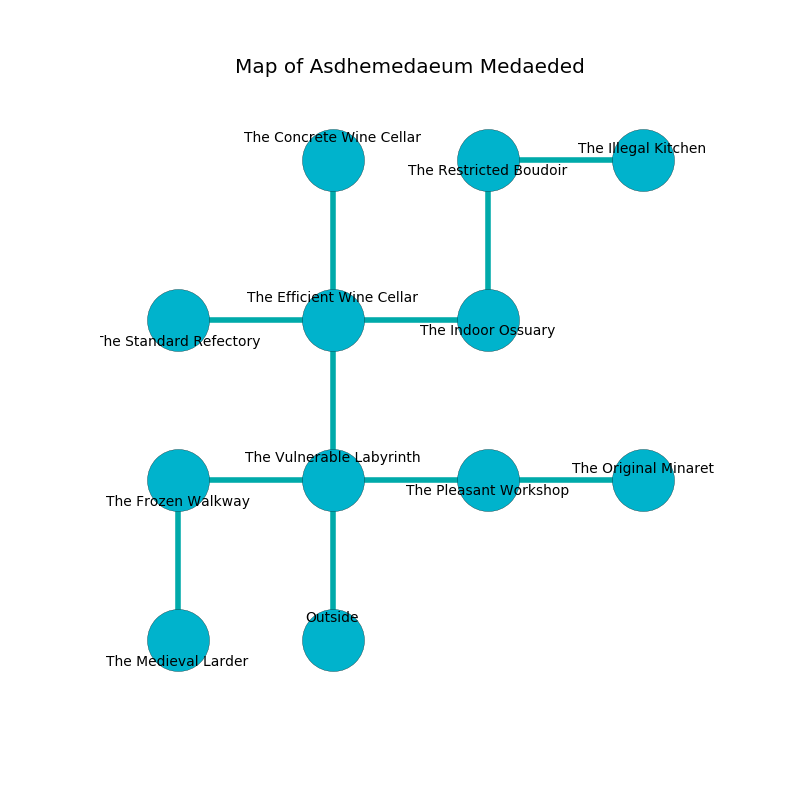 Map of Asdhemedaeum Medaeded
The Concrete Wine Cellar
The Illegal Kitchen
The Restricted Boudoir
The Efficient Wine Cellar
The Indoor Ossuary
The Standard Refectory
The Vulnerable Labyrinth
The Original Minaret
The Pleasant Workshop
The Frozen Walkway
Outside
The Medieval Larder